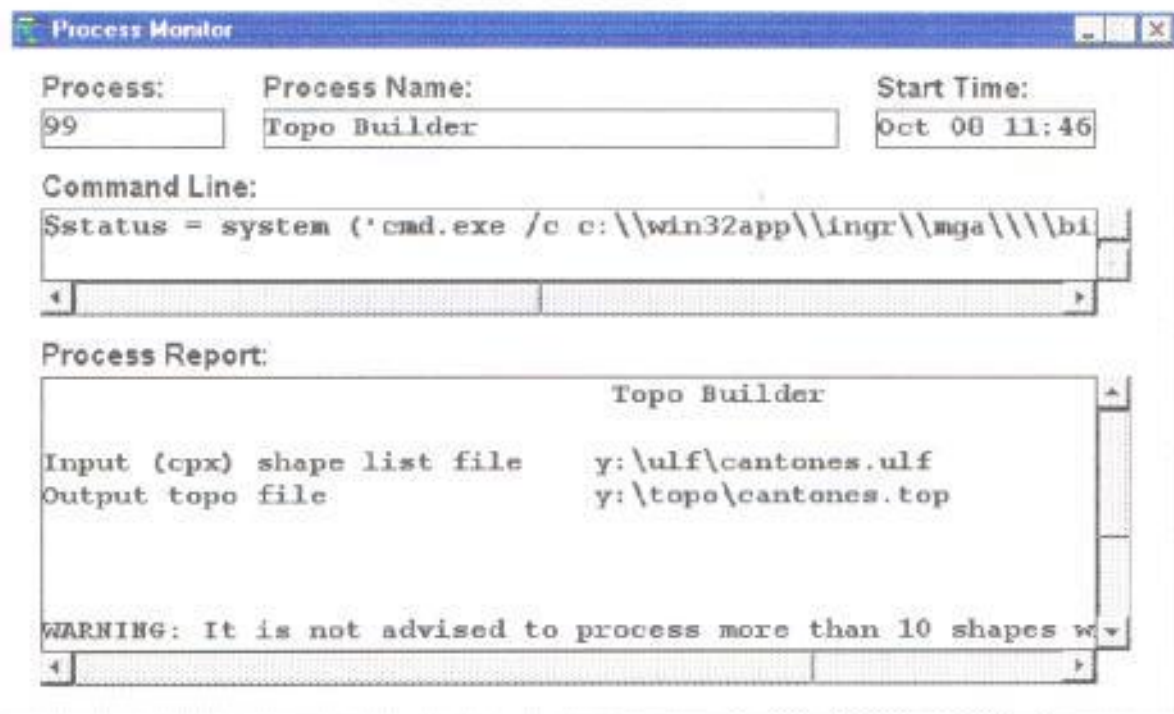 Process Monitor
Process: Process Name: Start Time:
99 Topo Builder Oct 08 11:46
Command Line:
$status = system ('cmd.exe /c c:\\win32app\\ingr\\mga\\\\bi
Process Report:
Topo Builder
Input (cpx) shape list file y:\ulf\cantones.ulf
Output topo file y:\topo\cantones.top
WARNING: It is not advised to process more than 10 shapes w